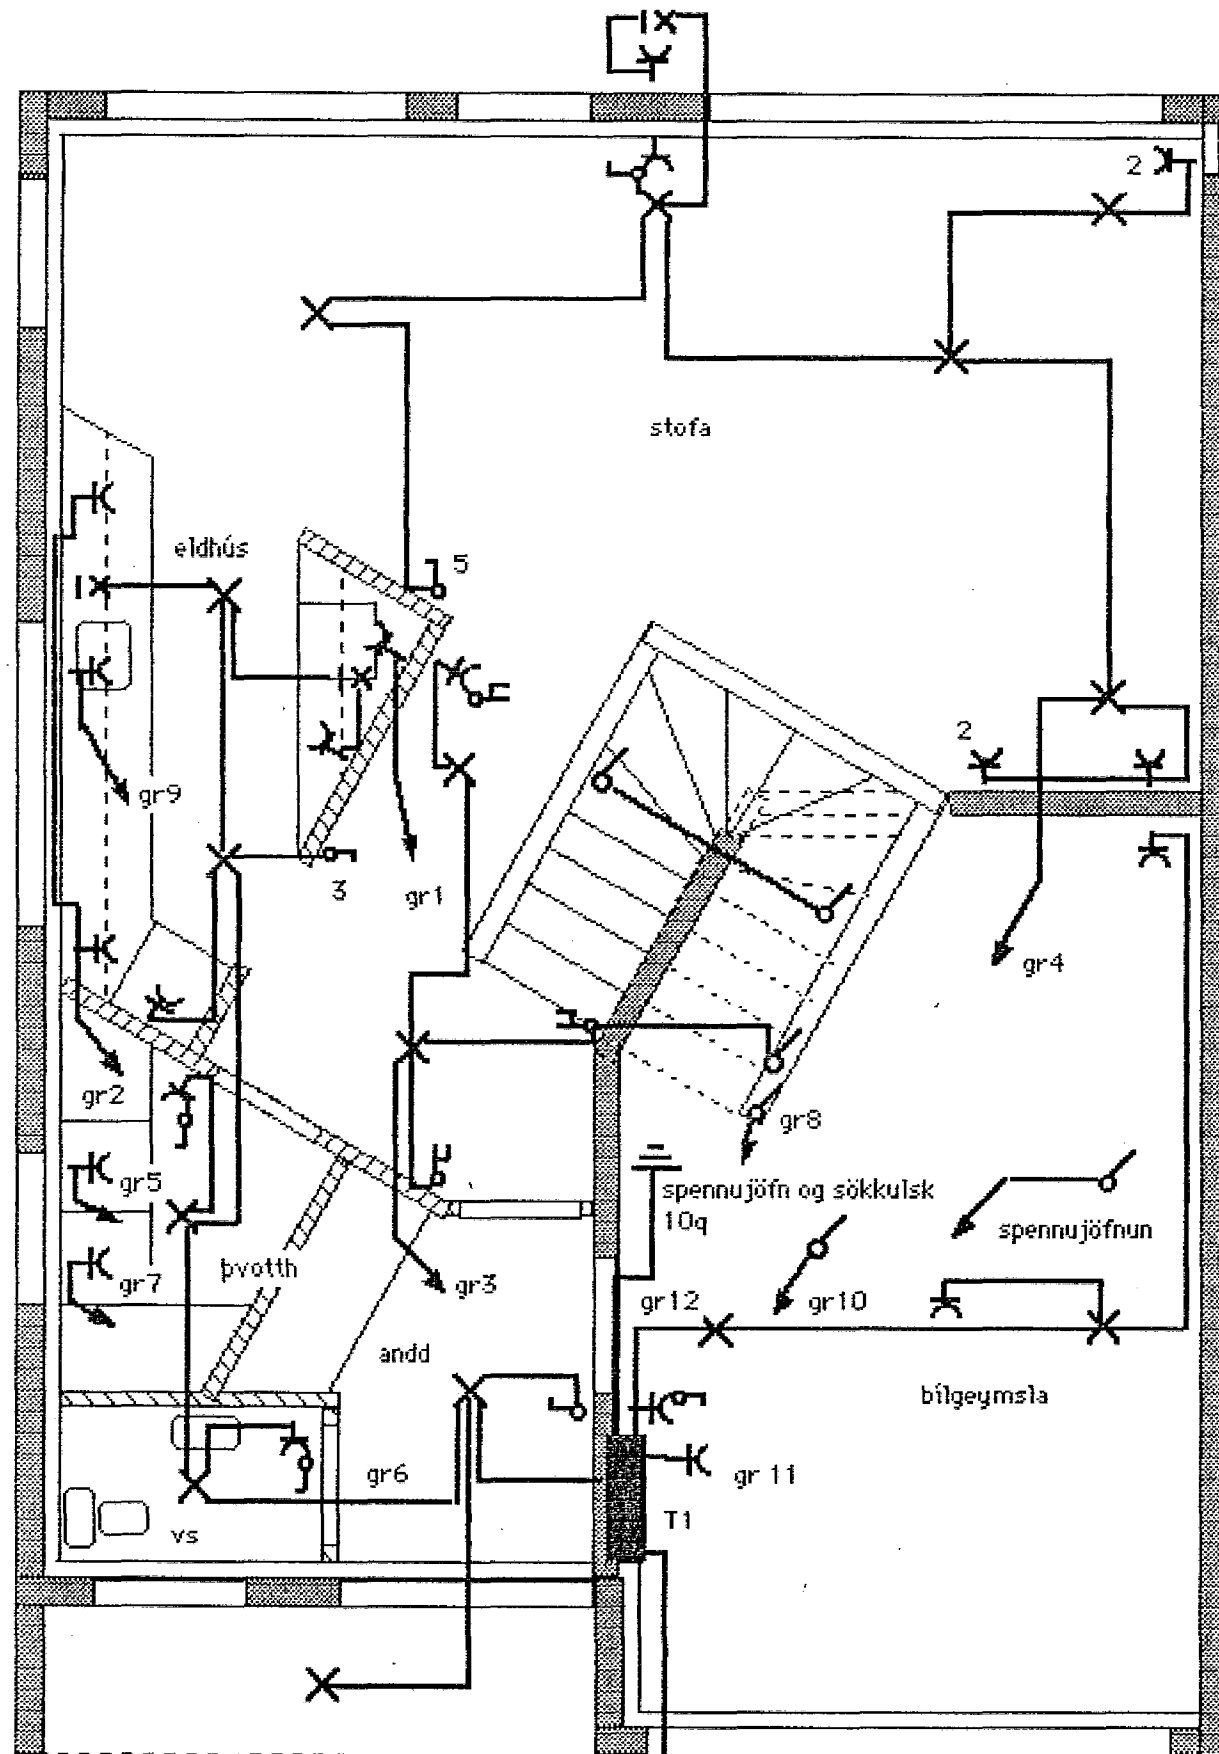 2
stofa
eldhús
5
2
gr9
3
gr1
gr4
gr2
gr8
gr5
spennujöfn og sökkulsk
10q
spennujöfnun
gr7
þvotth
gr3
gr12
gr10
andd
bílgeymsla
gr6
gr 11
T1
vs